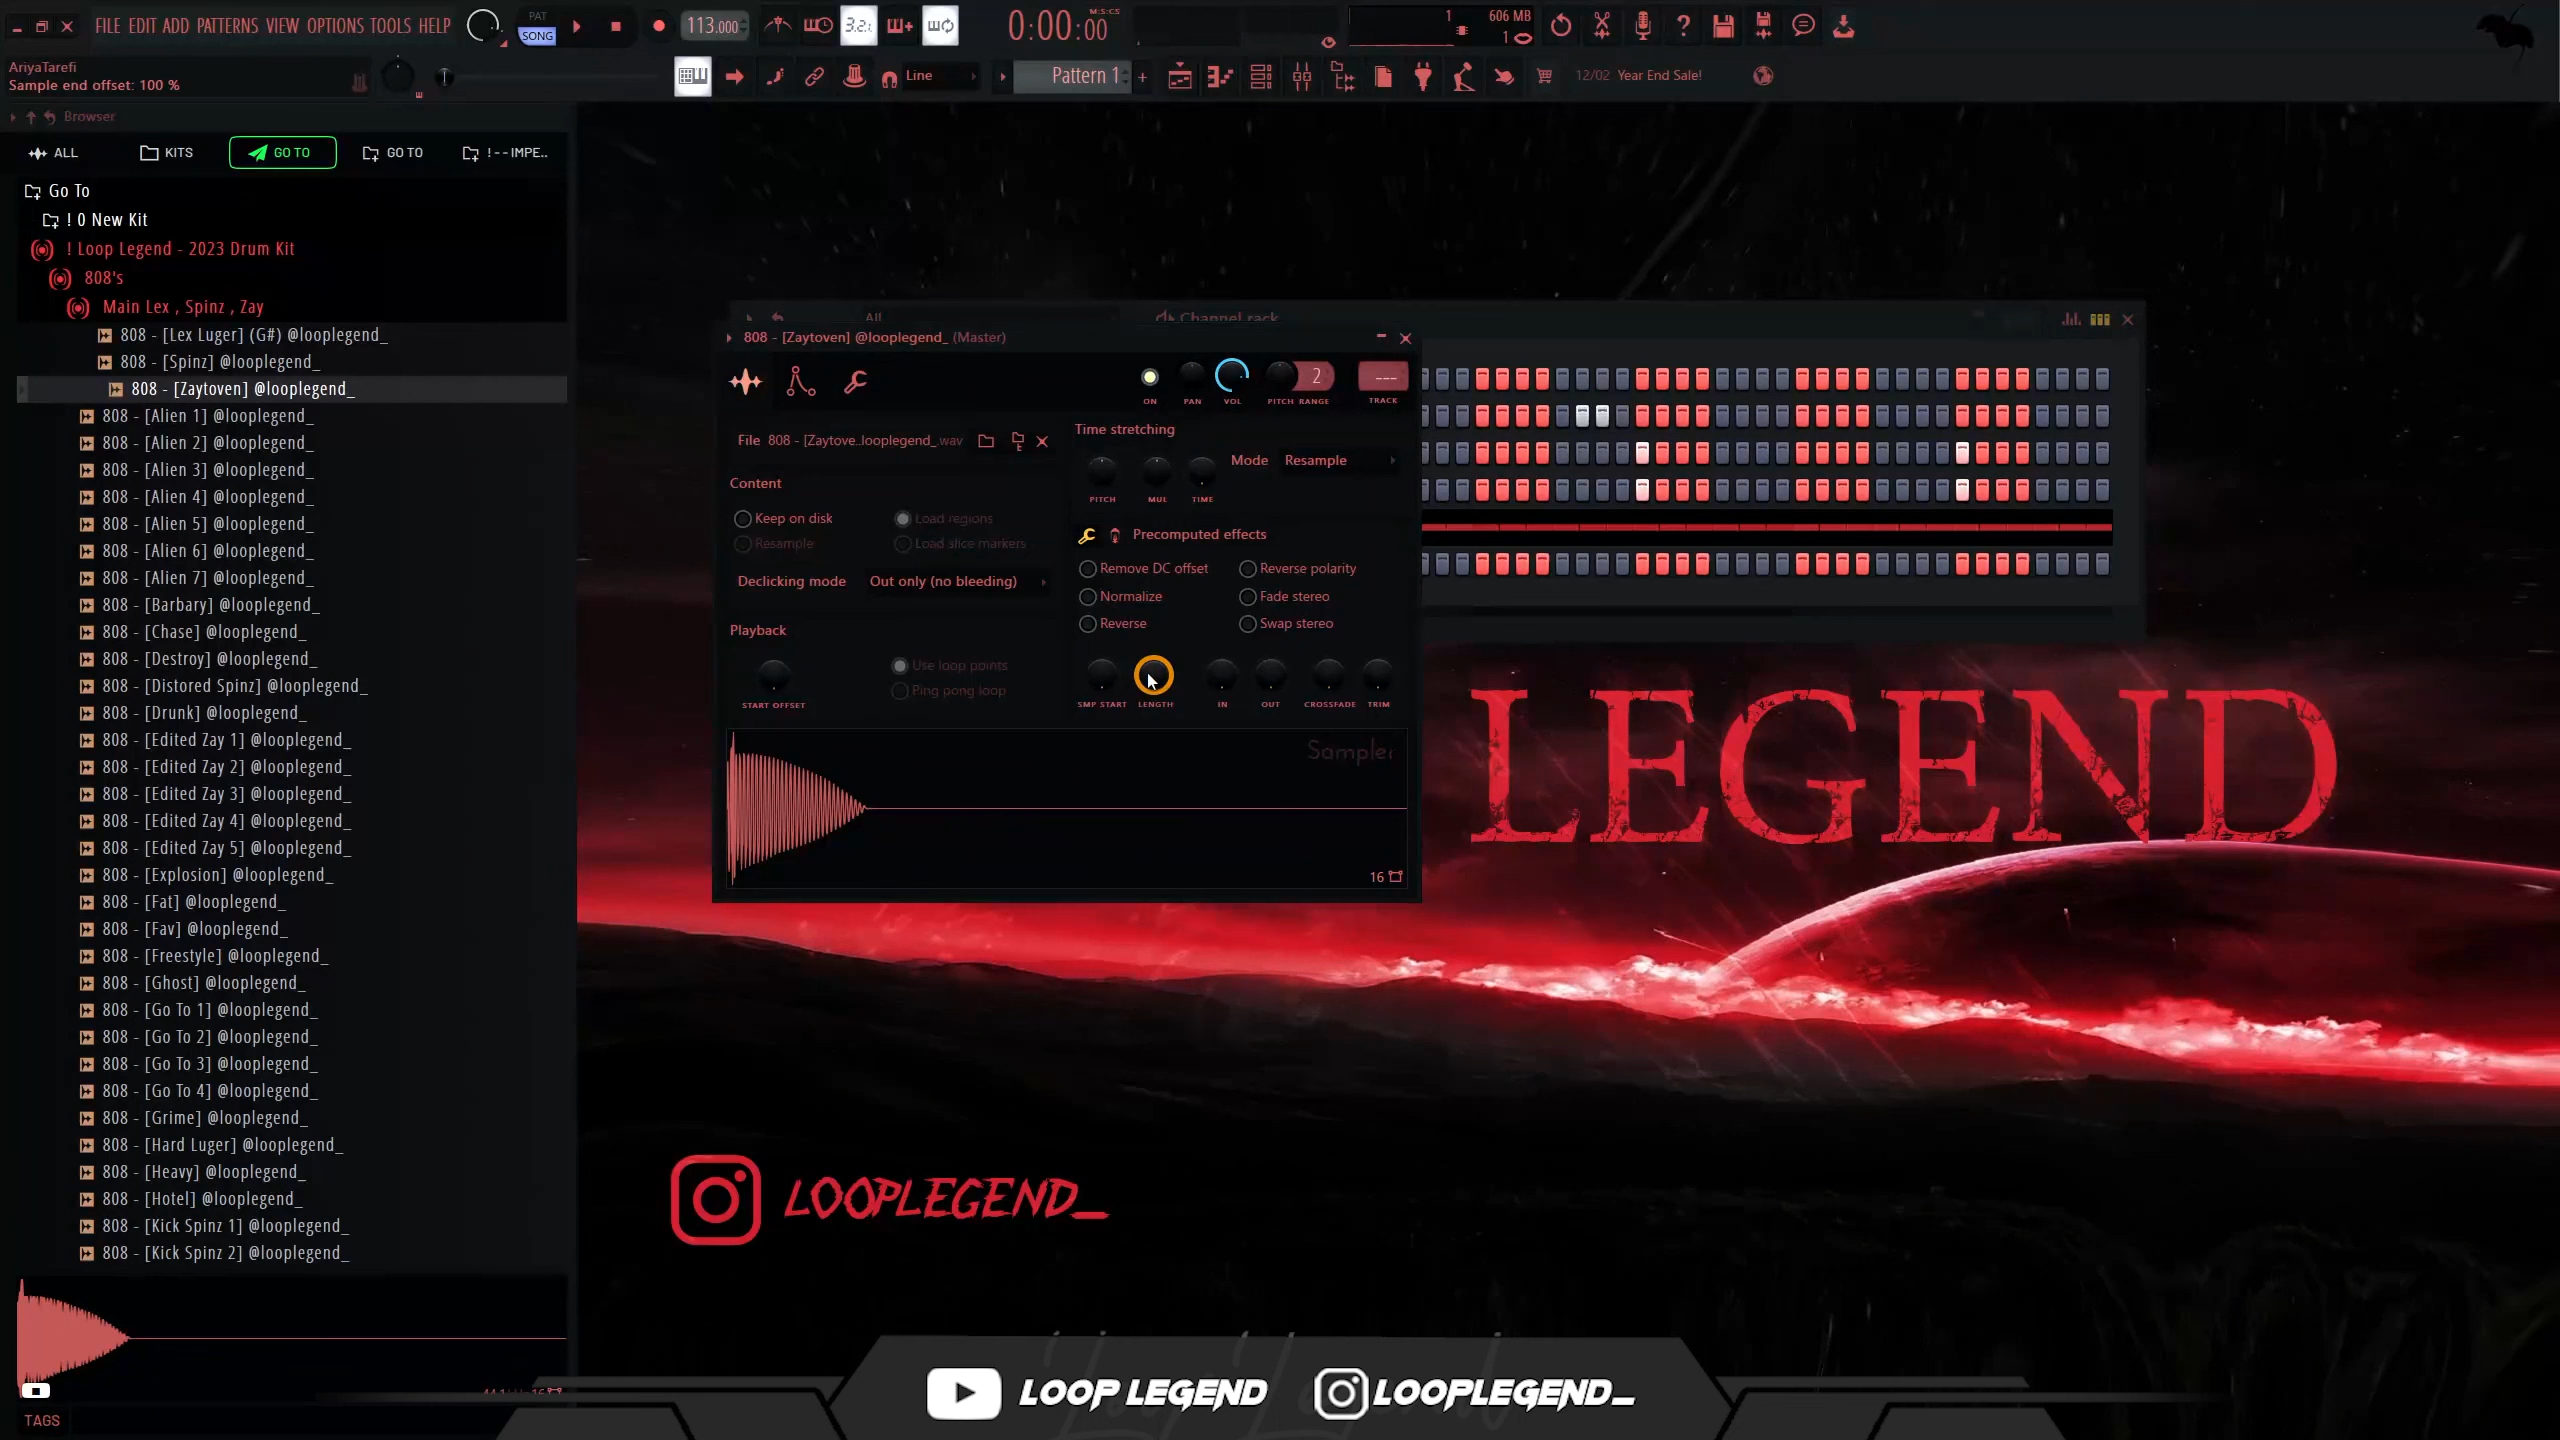 FILE EDIT ADD PATTERNS VIEW OPTIONS TOOLS HELP
PAT
SONG
113.000
3.2.
0:00:00
M:S:CS
1
606 MB
1
AriyaTarefi
Sample end offset: 100 %
Line
Pattern 1
+
12/02 Year End Sale!
Browser
ALL
KITS
GO TO
GO TO
!--IMPE..
Go To
! 0 New Kit
! Loop Legend - 2023 Drum Kit
808's
Main Lex , Spinz , Zay
808 - [Lex Luger] (G#) @looplegend_
808 - [Spinz] @looplegend_
808 - [Zaytoven] @looplegend_
808 - [Alien 1] @looplegend_
808 - [Alien 2] @looplegend_
808 - [Alien 3] @looplegend_
808 - [Alien 4] @looplegend_
808 - [Alien 5] @looplegend_
808 - [Alien 6] @looplegend_
808 - [Alien 7] @looplegend_
808 - [Barbary] @looplegend_
808 - [Chase] @looplegend_
808 - [Destroy] @looplegend_
808 - [Distored Spinz] @looplegend_
808 - [Drunk] @looplegend_
808 - [Edited Zay 1] @looplegend_
808 - [Edited Zay 2] @looplegend_
808 - [Edited Zay 3] @looplegend_
808 - [Edited Zay 4] @looplegend_
808 - [Edited Zay 5] @looplegend_
808 - [Explosion] @looplegend_
808 - [Fat] @looplegend_
808 - [Fav] @looplegend_
808 - [Freestyle] @looplegend_
808 - [Ghost] @looplegend_
808 - [Go To 1] @looplegend_
808 - [Go To 2] @looplegend_
808 - [Go To 3] @looplegend_
808 - [Go To 4] @looplegend_
808 - [Grime] @looplegend_
808 - [Hard Luger] @looplegend_
808 - [Heavy] @looplegend_
808 - [Hotel] @looplegend_
808 - [Kick Spinz 1] @looplegend_
808 - [Kick Spinz 2] @looplegend_
TAGS
All
Channel rack
808 - [Zaytoven] @looplegend_ (Master)
2
---
ON PAN VOL PITCH RANGE TRACK
File 808 - [Zaytove..looplegend_.wav
Content
Keep on disk
Load regions
Resample
Load slice markers
Declicking mode Out only (no bleeding)
Playback
Use loop points
Ping pong loop
START OFFSET
Time stretching
Mode Resample
PITCH MUL TIME
Precomputed effects
Remove DC offset
Reverse polarity
Normalize
Fade stereo
Reverse
Swap stereo
SMP START LENGTH IN OUT CROSSFADE TRIM
Sampler
16
LEGEND
LOOPLEGEND_
LOOP LEGEND
LOOPLEGEND_